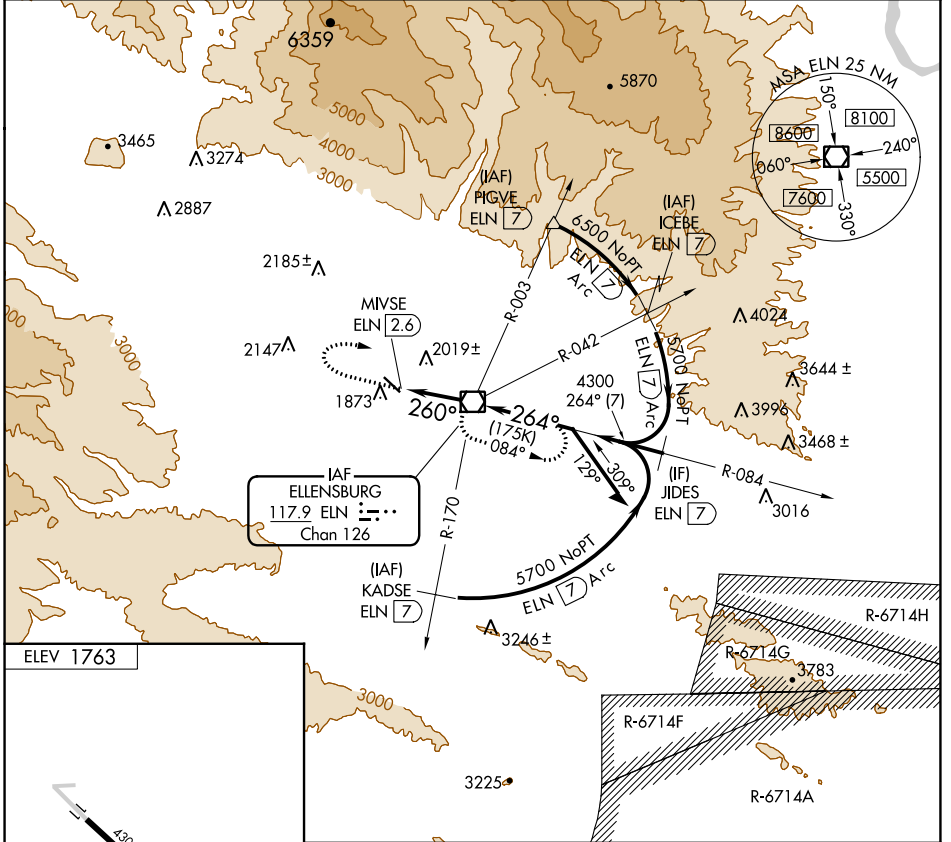 6359
5870
MSA ELN 25 NM
150°
8600
8100
060°
240°
7600
5500
330°
5000
4000
3000
3465
3274
2887
(IAF)
PIGVE
ELN 7
6500 NoPT
ELN 7
Arc
(IAF)
ICEBE
ELN 7
2185±
R-003
MIVSE
ELN 2.6
R-042
4024
000
3000
2147
2019±
5700 NoPT
ELN 7 Arc
3644 ±
1873
260°
264°
(175K)
084°
4300
264° (7)
3996
3468 ±
129°
309°
(IF)
JIDES
ELN 7
R-084
3016
IAF
ELLENSBURG
117.9 ELN
Chan 126
R-170
(IAF)
KADSE
ELN 7
5700 NoPT
ELN 7 Arc
3246 ±
R-6714H
R-6714G
3783
ELEV 1763
3000
R-6714F
3225
R-6714A
430